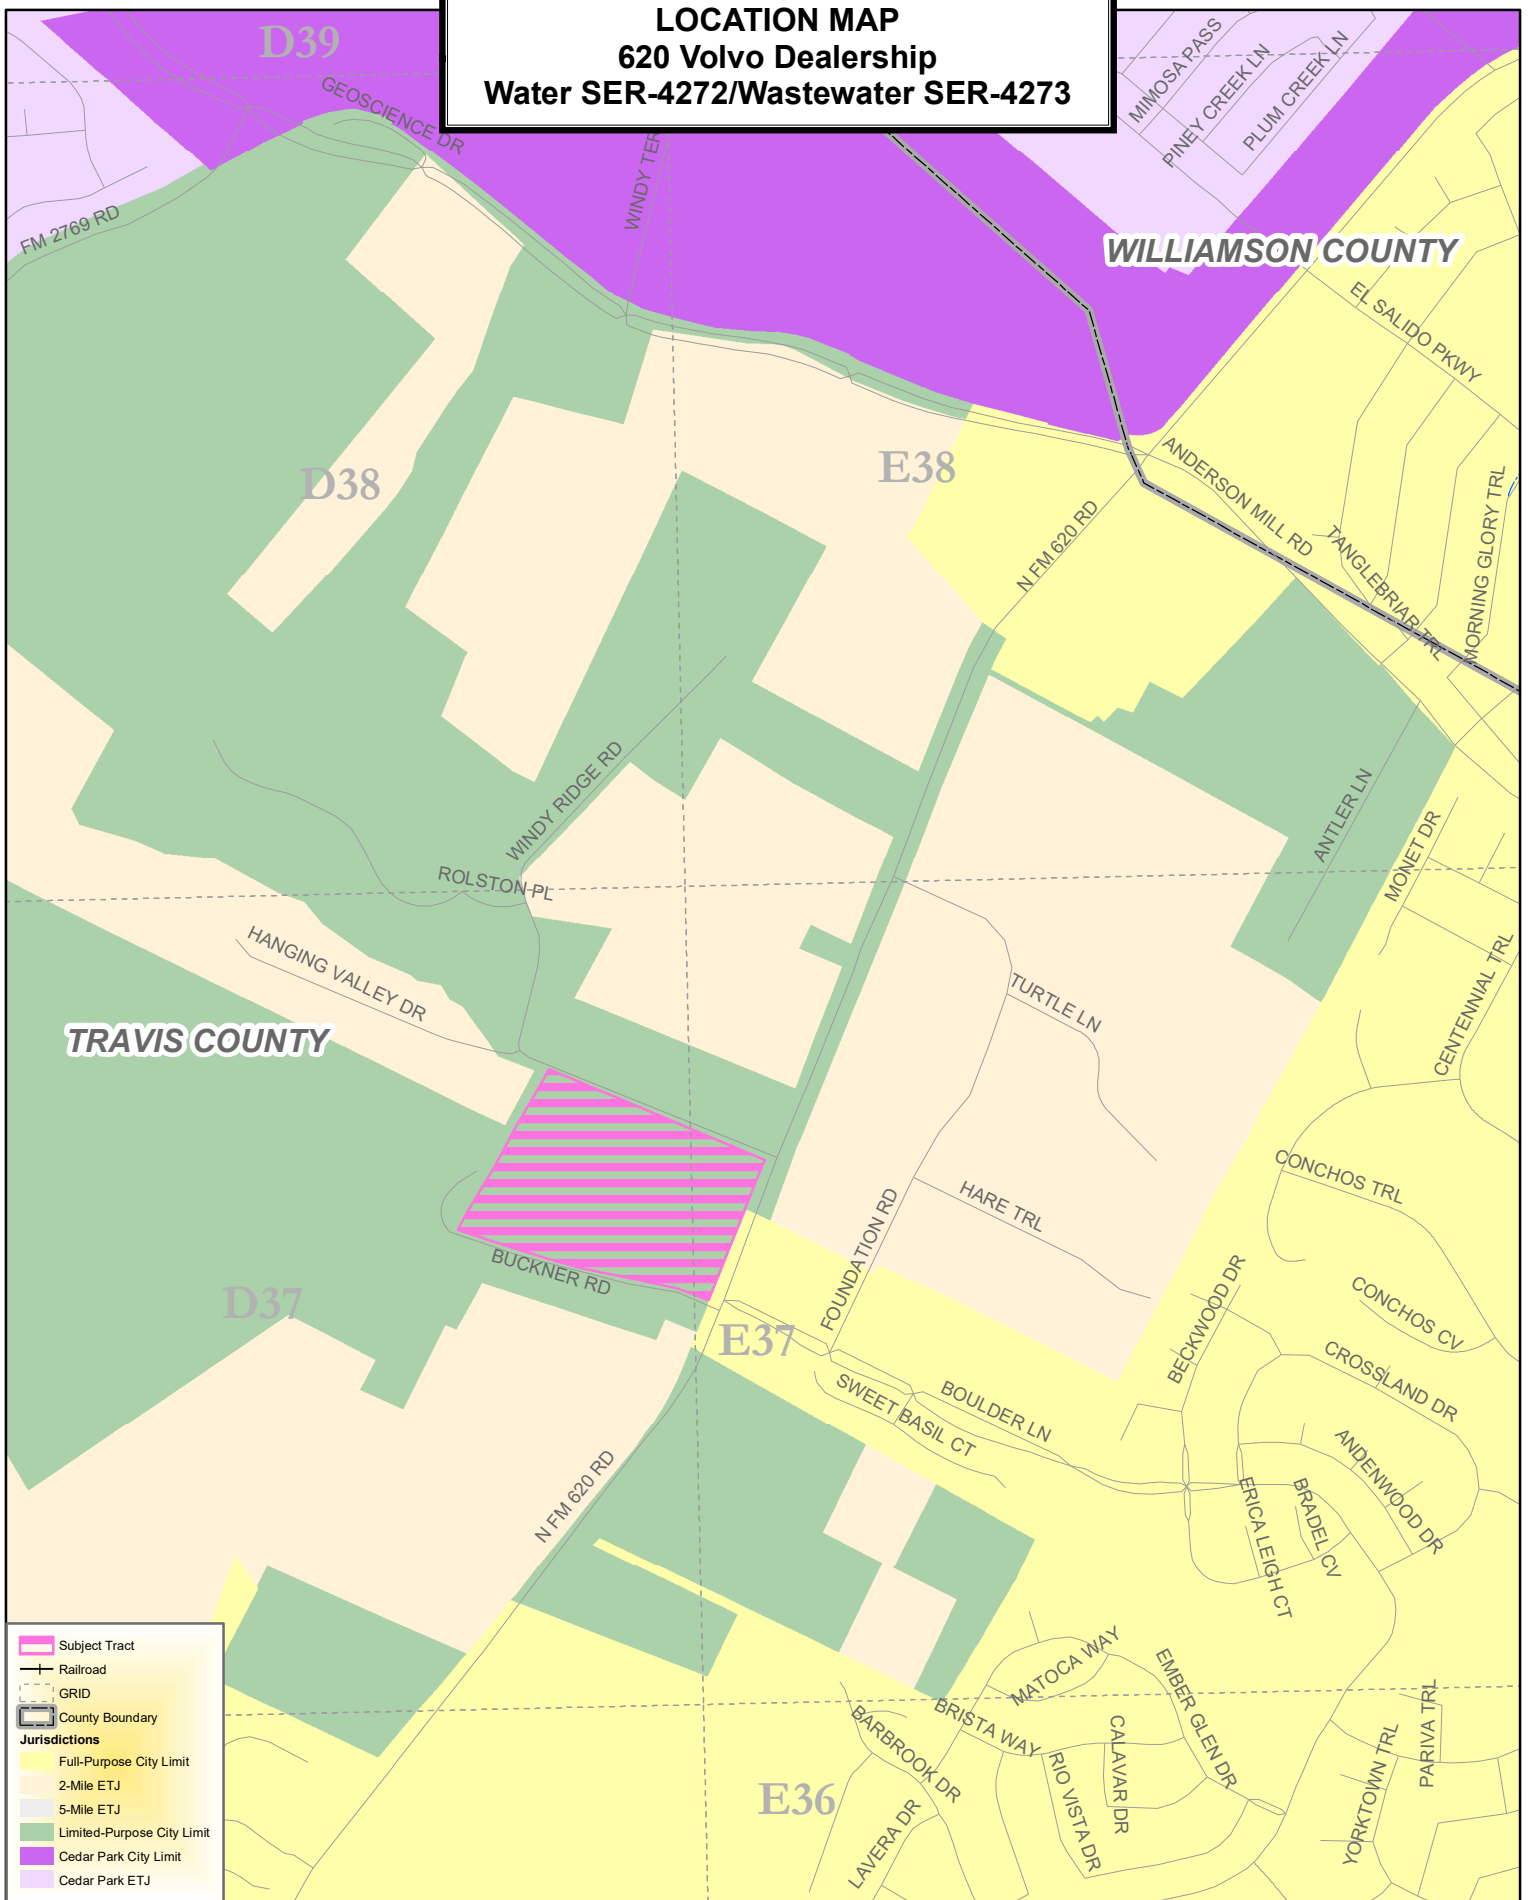 LOCATION MAP
620 Volvo Dealership
Water SER-4272/Wastewater SER-4273
D39
GEOSCIENCE DR
WINDY TER
MIMOSA PASS
PINEY CREEK LN
PLUM CREEK LN
FM 2769 RD
WILLIAMSON COUNTY
EL SALIDO PKWY
D38
E38
ANDERSON MILL RD
N FM 620 RD
TANGLEBRIAR TRL
MORNING GLORY TRL
WINDY RIDGE RD
ROLSTON PL
ANTLER LN
MONET DR
HANGING VALLEY DR
TURTLE LN
CENTENNIAL TRL
TRAVIS COUNTY
CONCHOS TRL
HARE TRL
FOUNDATION RD
BUCKNER RD
BECKWOOD DR
CONCHOS CV
D37
E37
CROSSLAND DR
SWEET BASIL CT
BOULDER LN
ANDENWOOD DR
N FM 620 RD
ERICA LEIGH CT
BRADEL CV
MATOCA WAY
EMBER GLEN DR
BRISTA WAY
BARBROOK DR
CALAVAR DR
RIO VISTA DR
PARIVA TRL
YORKTOWN TRL
E36
LAVERA DR
Subject Tract
Railroad
GRID
County Boundary
Jurisdictions
Full-Purpose City Limit
2-Mile ETJ
5-Mile ETJ
Limited-Purpose City Limit
Cedar Park City Limit
Cedar Park ETJ